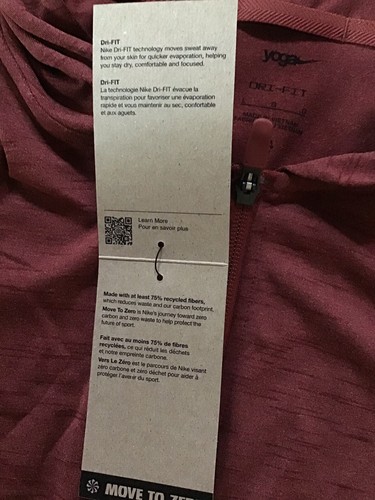 Dri-FIT
Nike Dri-FIT technology moves sweat away
from your skin for quicker evaporation, helping
you stay dry, comfortable and focused.
Dri-FIT
La technologie Nike Dri-FIT évacue la
transpiration pour favoriser une évaporation
rapide et vous maintenir au sec, confortable
et aux aguets.
yoga
DRI-FIT
S
Learn More
Pour en savoir plus
Made with at least 75% recycled fibers,
which reduces waste and our carbon footprint.
Move To Zero is Nike's journey toward zero
carbon and zero waste to help protect the
future of sport.
Fait avec au moins 75% de fibres
recyclées, ce qui réduit les déchets
et notre empreinte carbone.
Vers Le Zéro est le parcours de Nike visant
zéro carbone et zéro déchet pour aider à
protéger l'avenir du sport.
MOVE TO ZERO